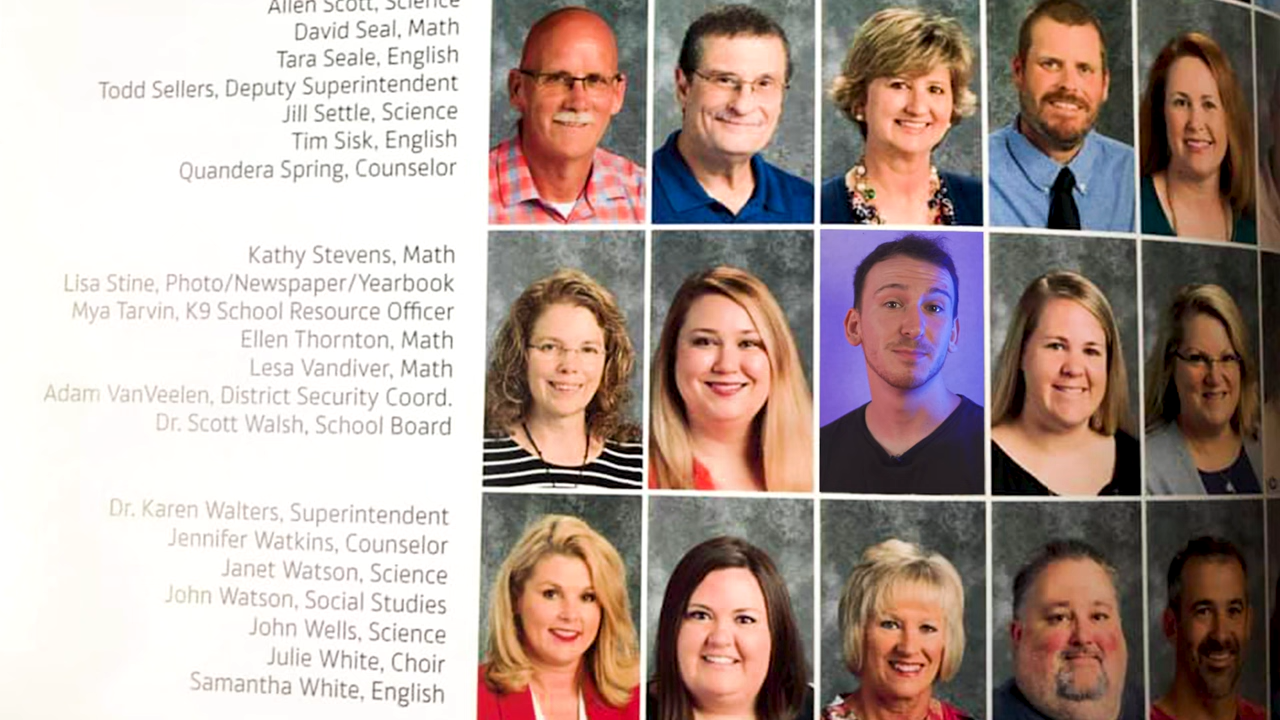 Allen Scott, Science
David Seal, Math
Tara Seale, English
Todd Sellers, Deputy Superintendent
Jill Settle, Science
Tim Sisk, English
Quandera Spring, Counselor
Kathy Stevens, Math
Lisa Stine, Photo/Newspaper/Yearbook
Mya Tarvin, K9 School Resource Officer
Ellen Thornton, Math
Lesa Vandiver, Math
Adam VanVeelen, District Security Coord.
Dr. Scott Walsh, School Board
Dr. Karen Walters, Superintendent
Jennifer Watkins, Counselor
Janet Watson, Science
John Watson, Social Studies
John Wells, Science
Julie White, Choir
Samantha White, English